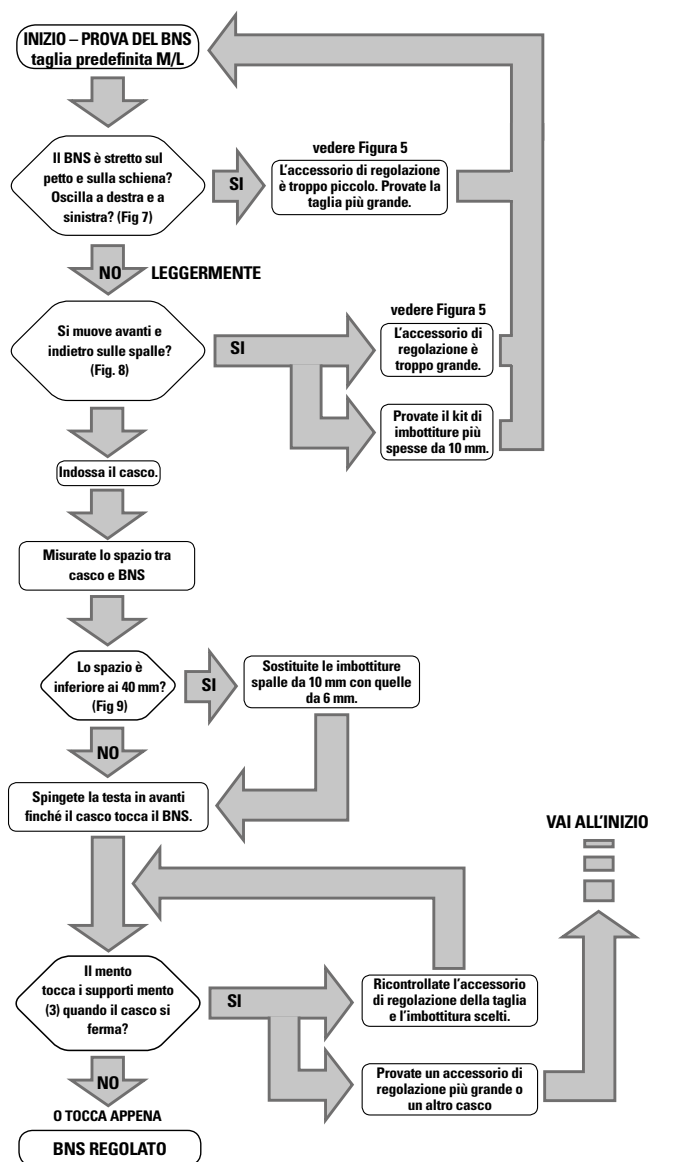 INIZIO – PROVA DEL BNS
taglia predefinita M/L
Il BNS è stretto sul
petto e sulla schiena?
Oscilla a destra e a
sinistra? (Fig 7)
SI
vedere Figura 5
L'accessorio di regolazione
è troppo piccolo. Provate la
taglia più grande.
NO
LEGGERMENTE
Si muove avanti e
indietro sulle spalle?
(Fig. 8)
SI
vedere Figura 5
L'accessorio di
regolazione è
troppo grande.
Provate il kit di
imbottiture più
spesse da 10 mm.
Indossa il casco.
Misurate lo spazio tra
casco e BNS
Lo spazio è
inferiore ai 40 mm?
(Fig 9)
SI
Sostituite le imbottiture
spalle da 10 mm con quelle
da 6 mm.
NO
Spingete la testa in avanti
finché il casco tocca il BNS.
VAI ALL'INIZIO
Il mento
tocca i supporti mento
(3) quando il casco si
ferma?
SI
Ricontrollate l'accessorio
di regolazione della taglia
e l'imbottitura scelti.
Provate un accessorio di
regolazione più grande o
un altro casco
NO
O TOCCA APPENA
BNS REGOLATO